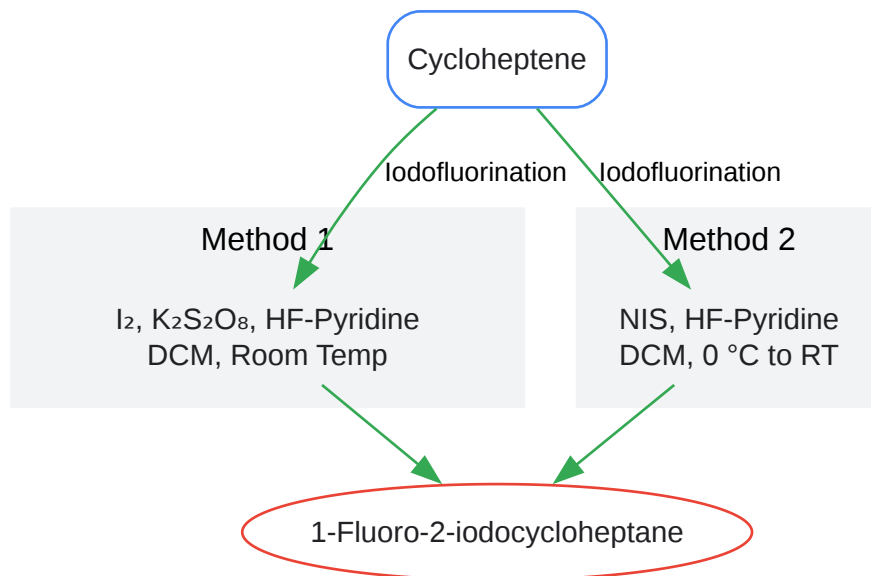 Cycloheptene
Iodofluorination
Iodofluorination
Method 1
Method 2
I₂, K₂S₂O₈, HF-Pyridine
DCM, Room Temp
NIS, HF-Pyridine
DCM, 0 °C to RT
1-Fluoro-2-iodocycloheptane